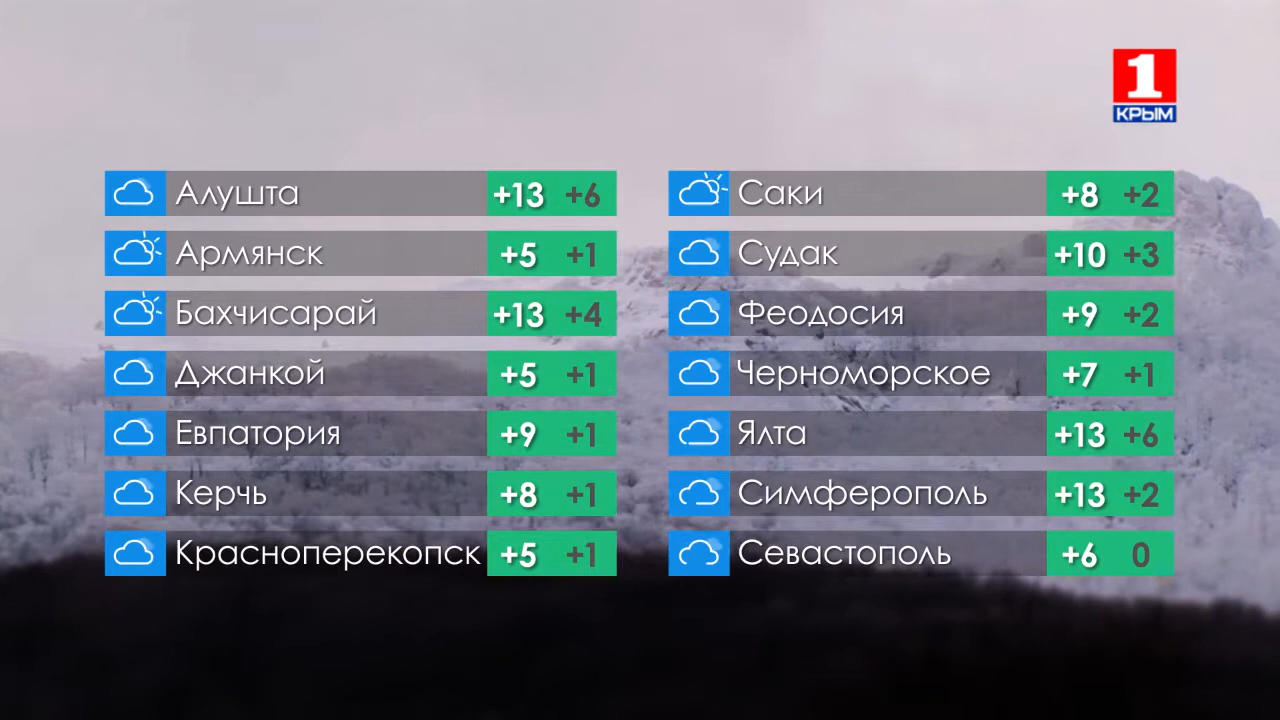 1
КРЫМ
Алушта +13 +6
Армянск +5 +1
Бахчисарай +13 +4
Джанкой +5 +1
Евпатория +9 +1
Керчь +8 +1
Красноперекопск +5 +1
Саки +8 +2
Судак +10 +3
Феодосия +9 +2
Черноморское +7 +1
Ялта +13 +6
Симферополь +13 +2
Севастополь +6 0